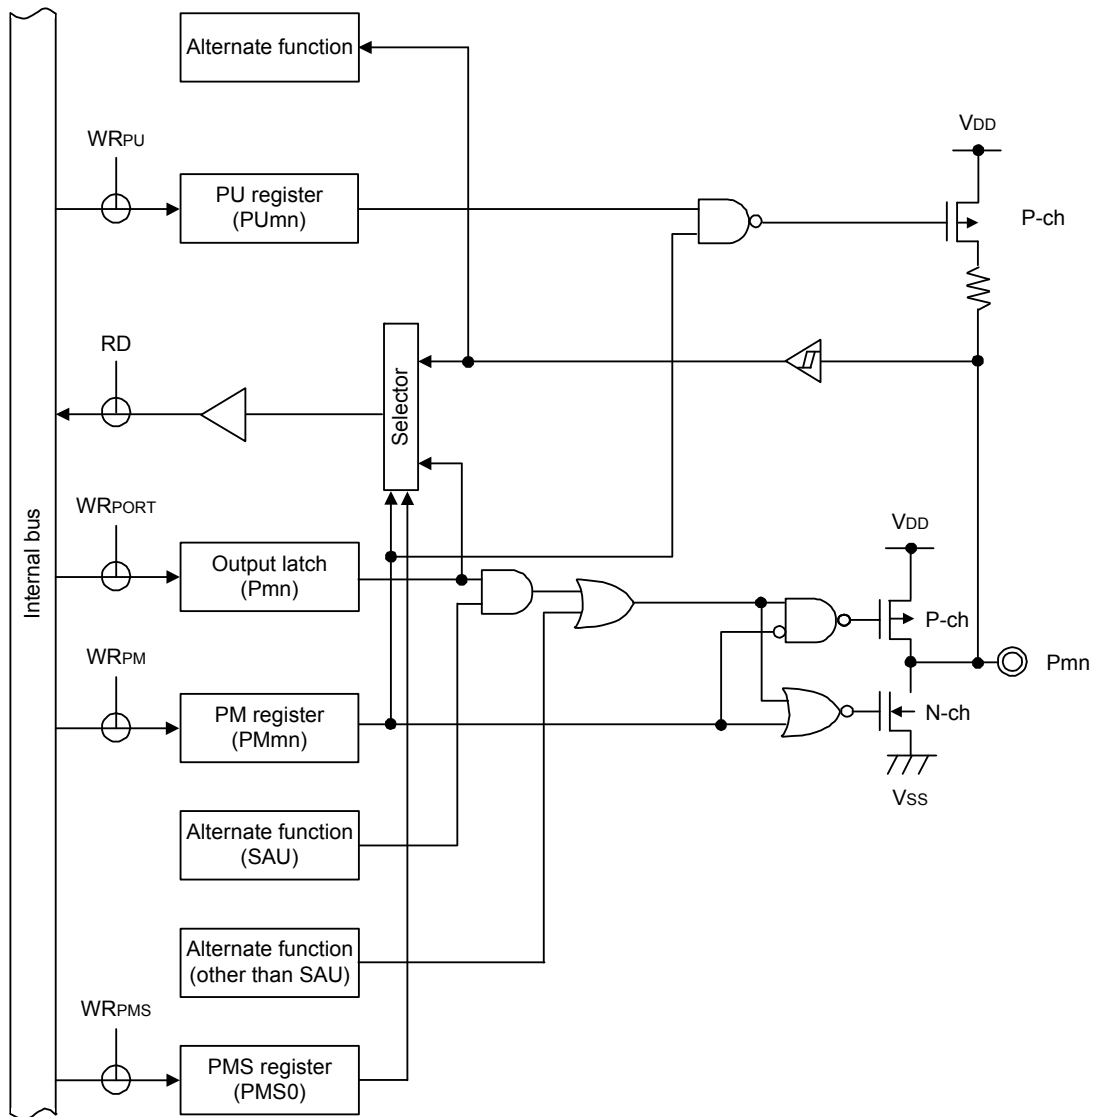 Alternate function
WRPU
VDD
PU register
(PUmn)
P-ch
RD
Selector
Internal bus
WRPORT
VDD
Output latch
(Pmn)
P-ch
Pmn
WRPM
PM register
(PMmn)
N-ch
VSS
Alternate function
(SAU)
Alternate function
(other than SAU)
WRPMS
PMS register
(PMS0)